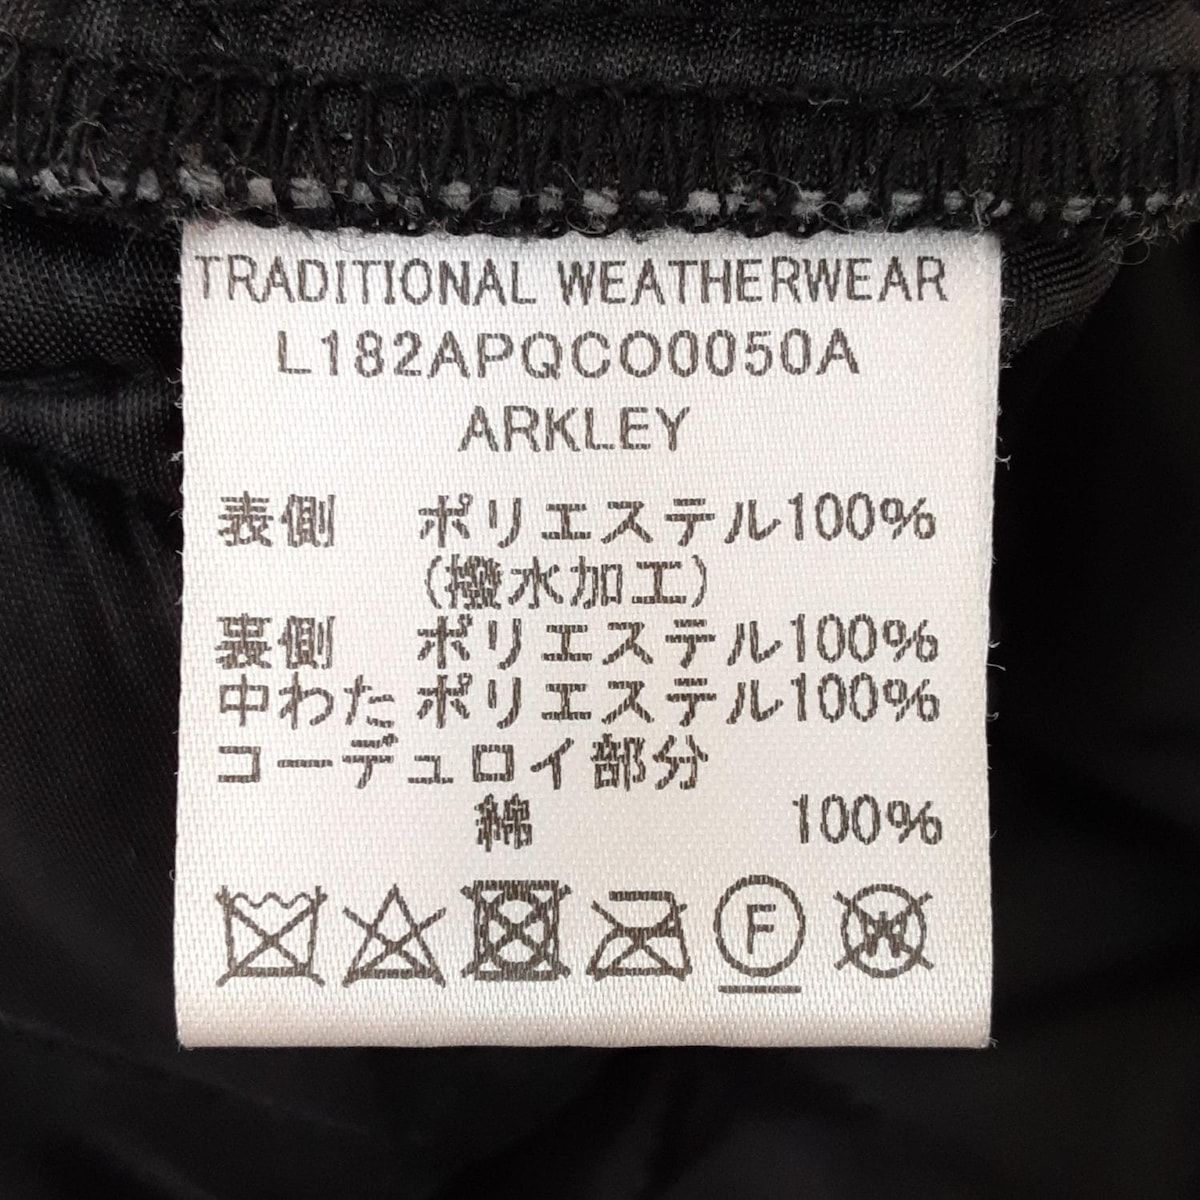 TRADITIONAL WEATHERWEAR
L182APQCO0050A
ARKLEY
表側 ポリエステル100%
(撥水加工)
裏側 ポリエステル100%
中わた ポリエステル100%
コーデュロイ部分
綿 100%
F W